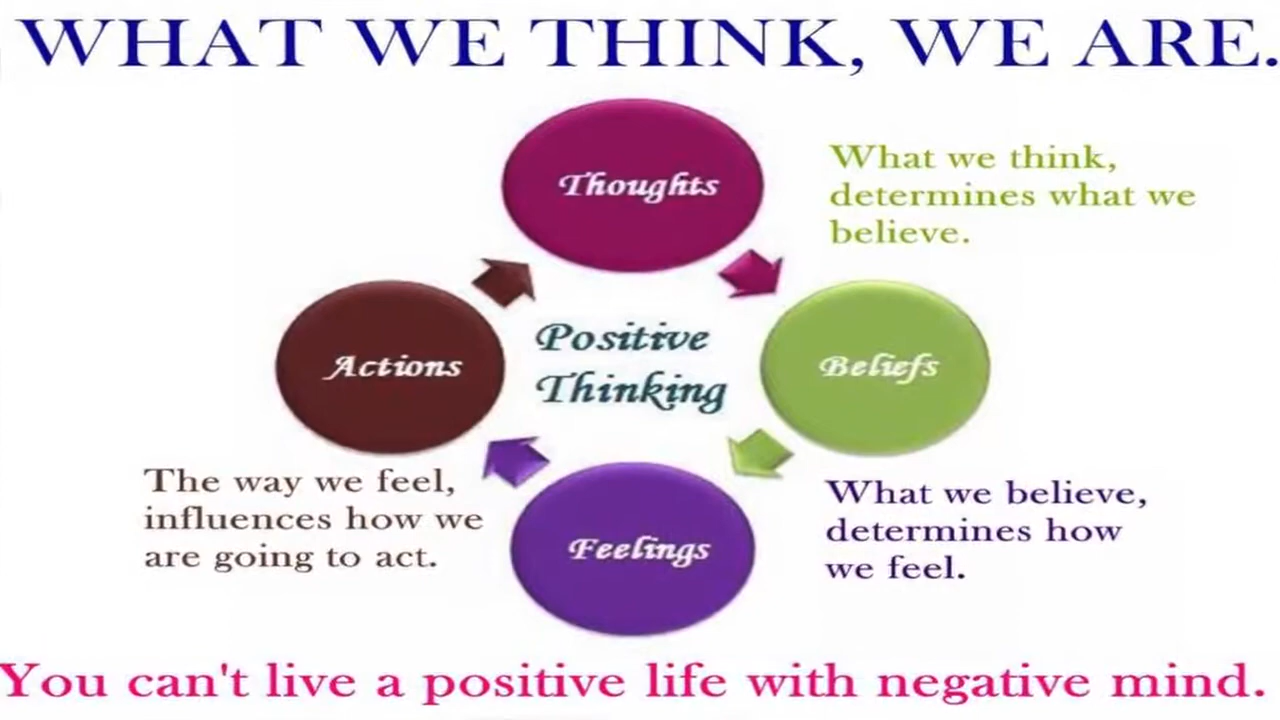 WHAT WE THINK, WE ARE.
Thoughts
What we think,
determines what we
believe.
Actions
Positive
Thinking
Beliefs
The way we feel,
influences how we
are going to act.
Feelings
What we believe,
determines how
we feel.
You can't live a positive life with negative mind.